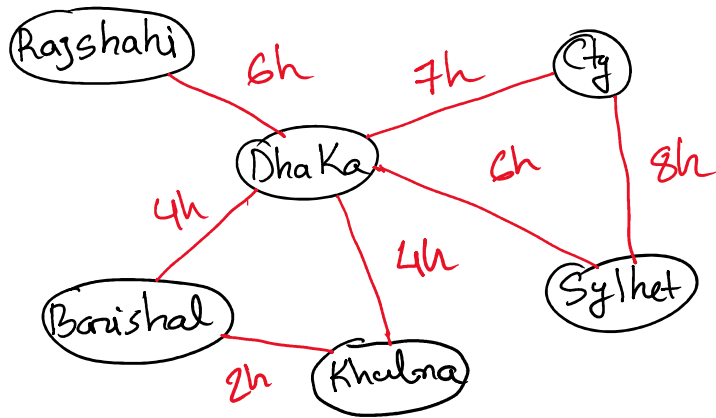 Rajshahi
6h
7h
Ctg
Dhaka
6h
8h
4h
4h
Barishal
Sylhet
2h
Khulna